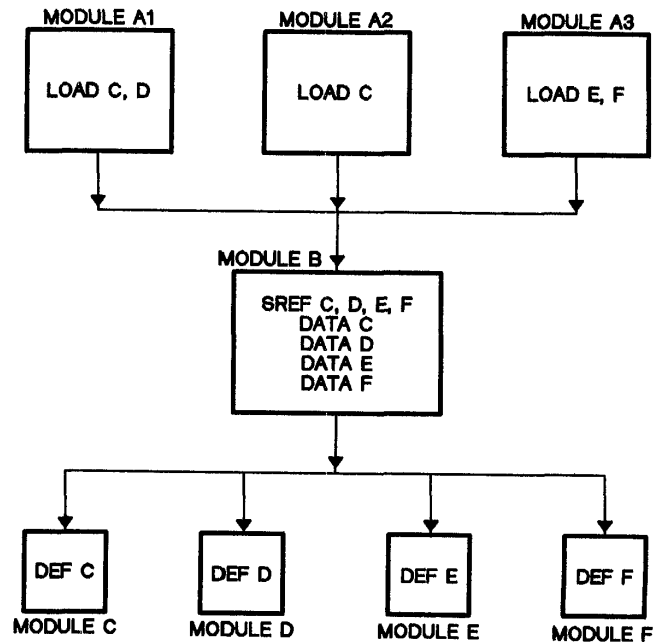 MODULE A1
MODULE A2
MODULE A3
LOAD C, D
LOAD C
LOAD E, F
MODULE B
SREF C, D, E, F
DATA C
DATA D
DATA E
DATA F
DEF C
DEF D
DEF E
DEF F
MODULE C
MODULE D
MODULE E
MODULE F